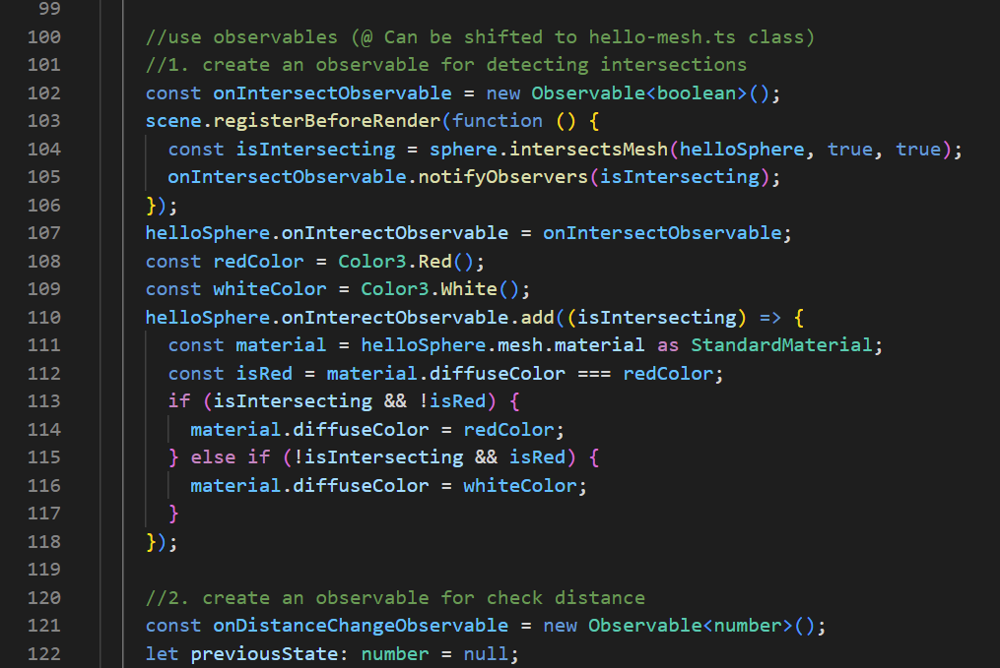 99
100 //use observables (@ Can be shifted to hello-mesh.ts class)
101 //1. create an observable for detecting intersections
102 const onIntersectObservable = new Observable<boolean>();
103 scene.registerBeforeRender(function () {
104   const isIntersecting = sphere.intersectsMesh(helloSphere, true, true);
105   onIntersectObservable.notifyObservers(isIntersecting);
106 });
107 helloSphere.onInterectObservable = onIntersectObservable;
108 const redColor = Color3.Red();
109 const whiteColor = Color3.White();
110 helloSphere.onInterectObservable.add((isIntersecting) => {
111   const material = helloSphere.mesh.material as StandardMaterial;
112   const isRed = material.diffuseColor === redColor;
113   if (isIntersecting && !isRed) {
114     material.diffuseColor = redColor;
115   } else if (!isIntersecting && isRed) {
116     material.diffuseColor = whiteColor;
117   }
118 });
119
120 //2. create an observable for check distance
121 const onDistanceChangeObservable = new Observable<number>();
122 let previousState: number = null;